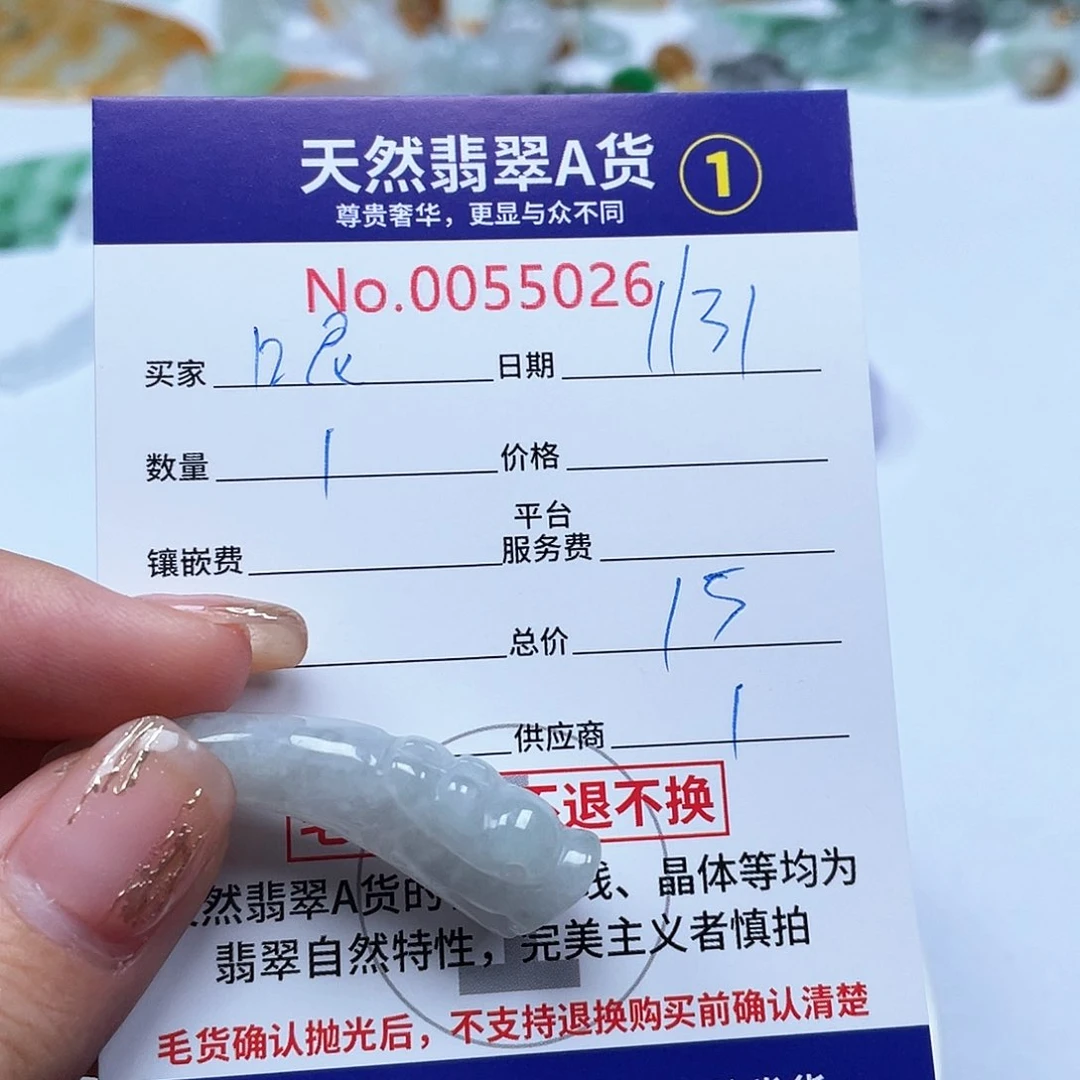 天然翡翠A货 1
尊贵奢华，更显与众不同
No.0055026
买家 日期 1/31
数量 1 价格
平台
镶嵌费 服务费
总价 15
供应商 1
不退不换
然翡翠A货的 线、晶体等均为
翡翠自然特性，完美主义者慎拍
毛货确认抛光后，不支持退换购买前确认清楚